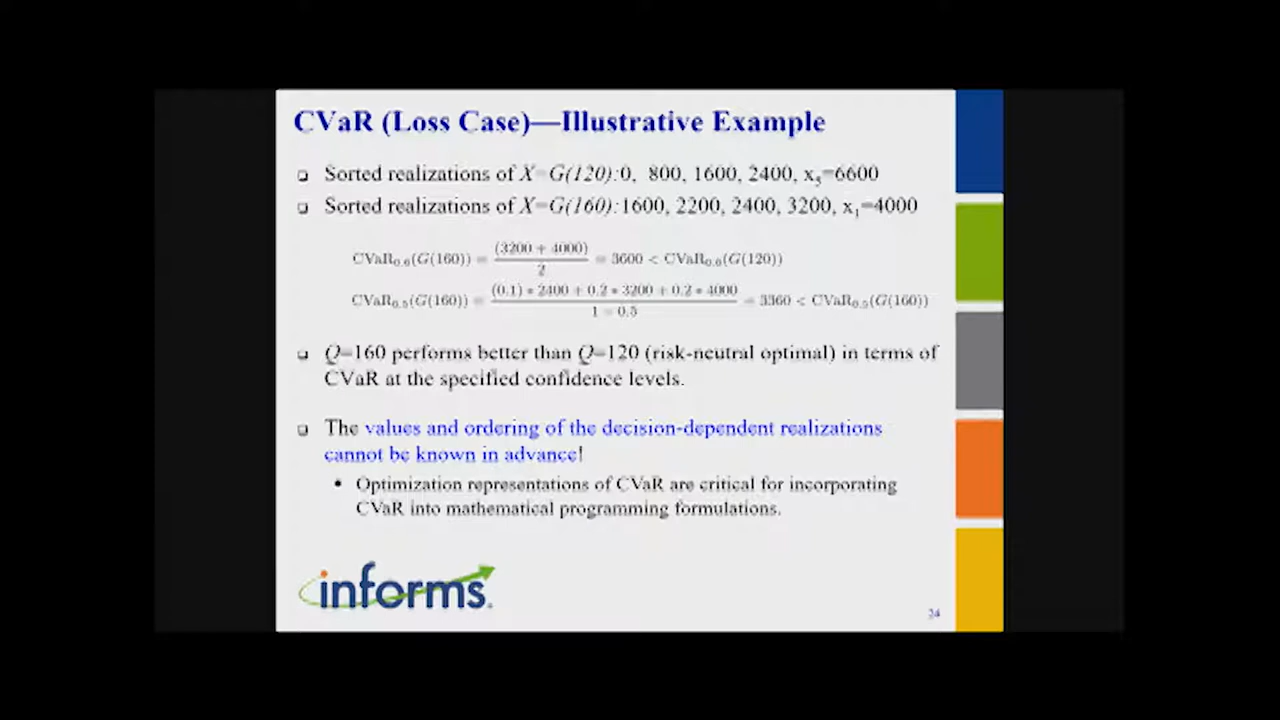 CVaR (Loss Case)—Illustrative Example
Sorted realizations of X=G(120):0, 800, 1600, 2400, x₅=6600
Sorted realizations of X=G(160):1600, 2200, 2400, 3200, x₁=4000
CVaR₀.₆(G(160)) = (3200 + 4000) / 2 = 3600 < CVaR₀.₆(G(120))
CVaR₀.₅(G(160)) = (0.1) * 2400 + 0.2 * 3200 + 0.2 * 4000 / 1 − 0.5 = 3360 < CVaR₀.₅(G(160))
Q=160 performs better than Q=120 (risk-neutral optimal) in terms of
CVaR at the specified confidence levels.
The values and ordering of the decision-dependent realizations
cannot be known in advance!
• Optimization representations of CVaR are critical for incorporating
CVaR into mathematical programming formulations.
informs.
24